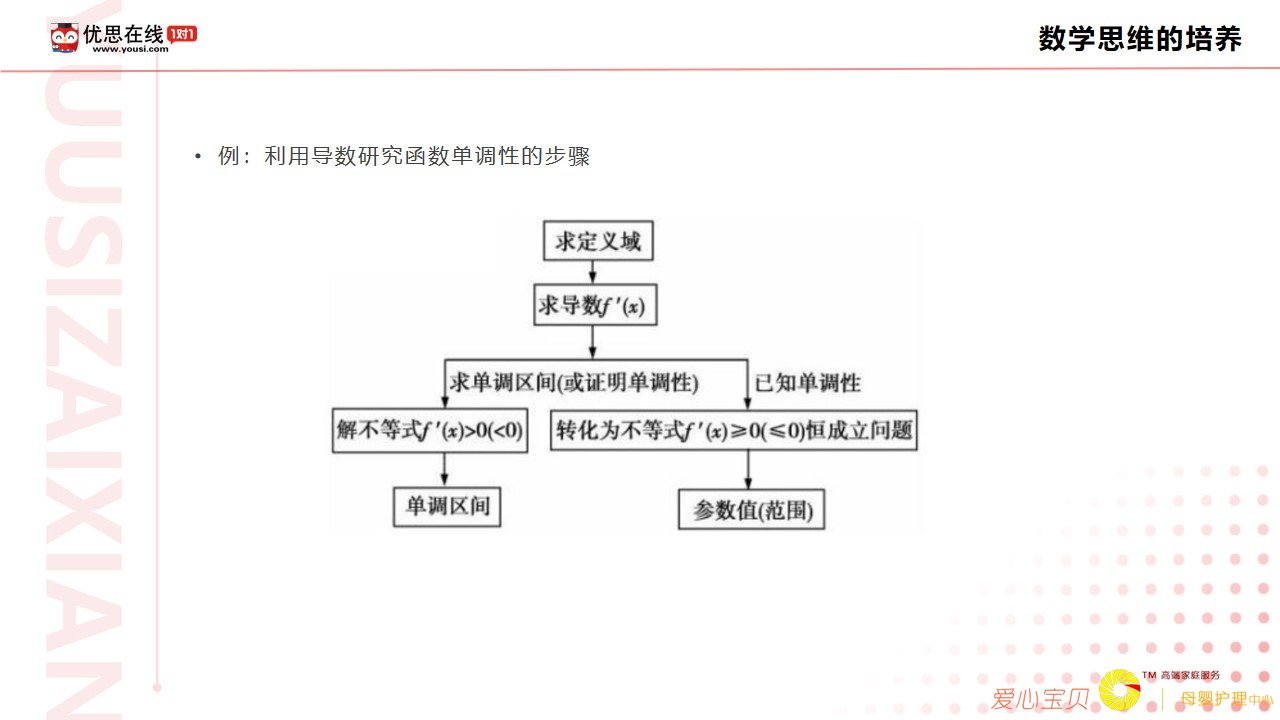 优思在线 1对1
www.yousi.com
数学思维的培养
YOUUSIZAIXIAN
• 例：利用导数研究函数单调性的步骤
求定义域
求导数f′(x)
求单调区间(或证明单调性)
已知单调性
解不等式f′(x)>0(<0)
转化为不等式f′(x)≥0(≤0)恒成立问题
单调区间
参数值(范围)
爱心宝贝
TM 高端家庭服务
母婴护理中心